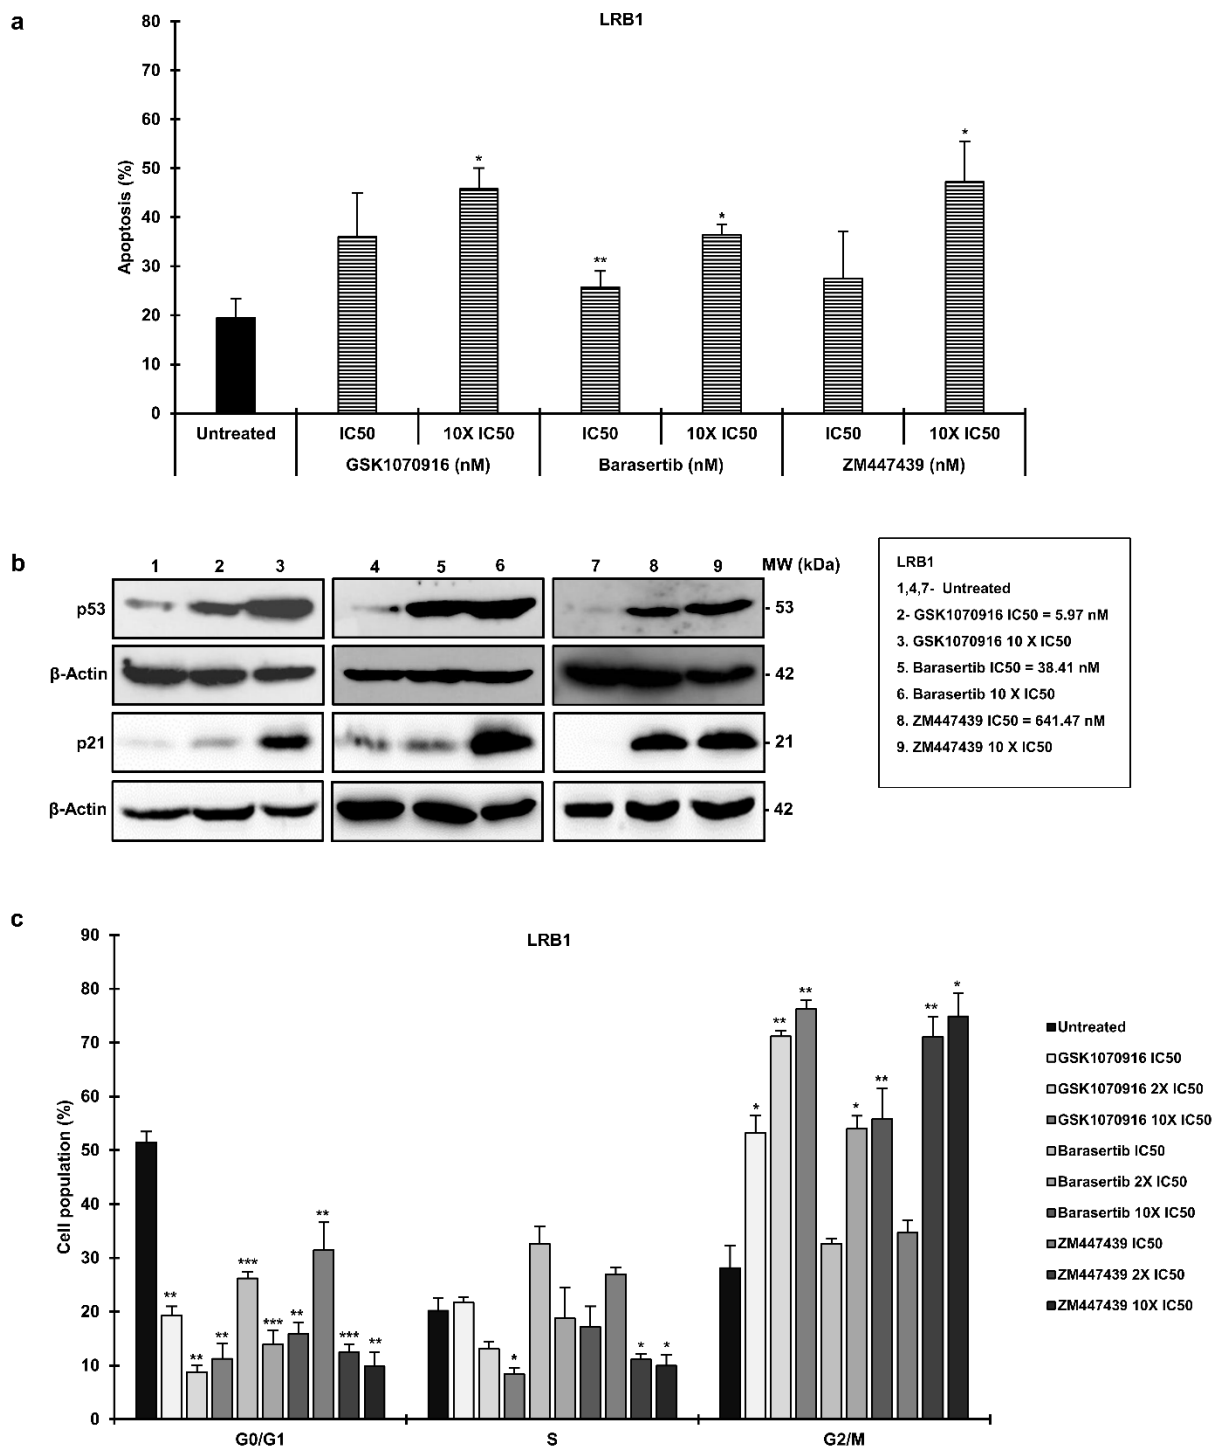 a
LRB1
80
70
60
50
40
30
20
10
0
Apoptosis (%)
*
**
*
*
Untreated
IC50
10X IC50
IC50
10X IC50
IC50
10X IC50
GSK1070916 (nM)
Barasertib (nM)
ZM447439 (nM)
b
1 2 3 4 5 6 7 8 9 MW (kDa)
p53
- 53
β-Actin
- 42
p21
- 21
β-Actin
- 42
LRB1
1,4,7- Untreated
2- GSK1070916 IC50 = 5.97 nM
3. GSK1070916 10 X IC50
5. Barasertib IC50 = 38.41 nM
6. Barasertib 10 X IC50
8. ZM447439 IC50 = 641.47 nM
9. ZM447439 10 X IC50
c
LRB1
90
80
70
60
50
40
30
20
10
0
Cell population (%)
**
**
**
***
***
**
**
***
**
*
*
*
*
**
**
*
**
**
*
G0/G1
S
G2/M
Untreated
GSK1070916 IC50
GSK1070916 2X IC50
GSK1070916 10X IC50
Barasertib IC50
Barasertib 2X IC50
Barasertib 10X IC50
ZM447439 IC50
ZM447439 2X IC50
ZM447439 10X IC50